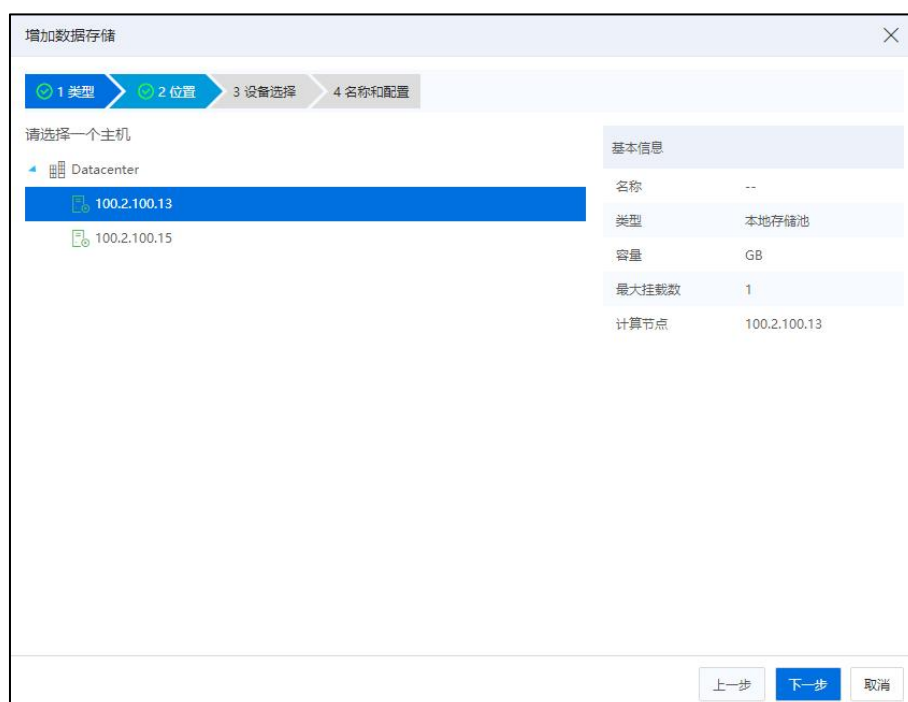 增加数据存储
1 类型 2 位置 3 设备选择 4 名称和配置
请选择一个主机
Datacenter
100.2.100.13
100.2.100.15
基本信息
名称 --
类型 本地存储池
容量 GB
最大挂载数 1
计算节点 100.2.100.13
上一步 下一步 取消